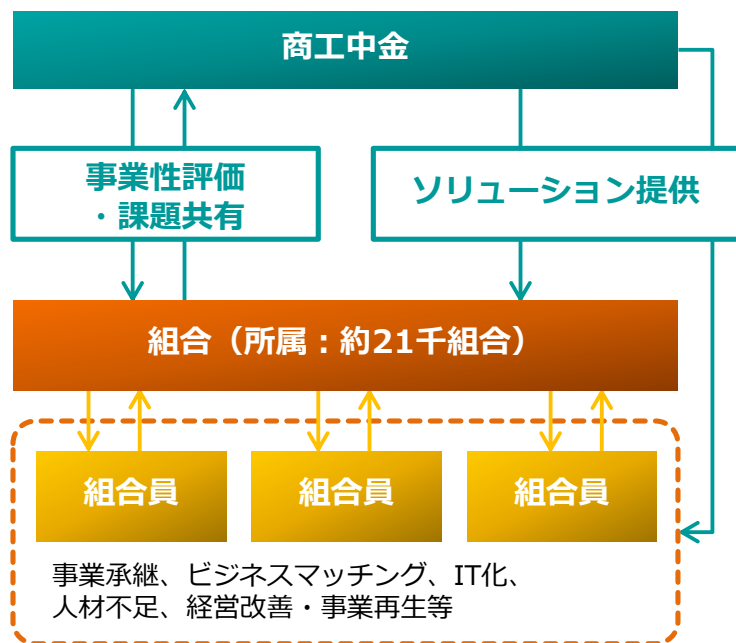 商工中金
事業性評価
・課題共有
ソリューション提供
組合（所属：約21千組合）
組合員
組合員
組合員
事業承継、ビジネスマッチング、IT化、
人材不足、経営改善・事業再生等